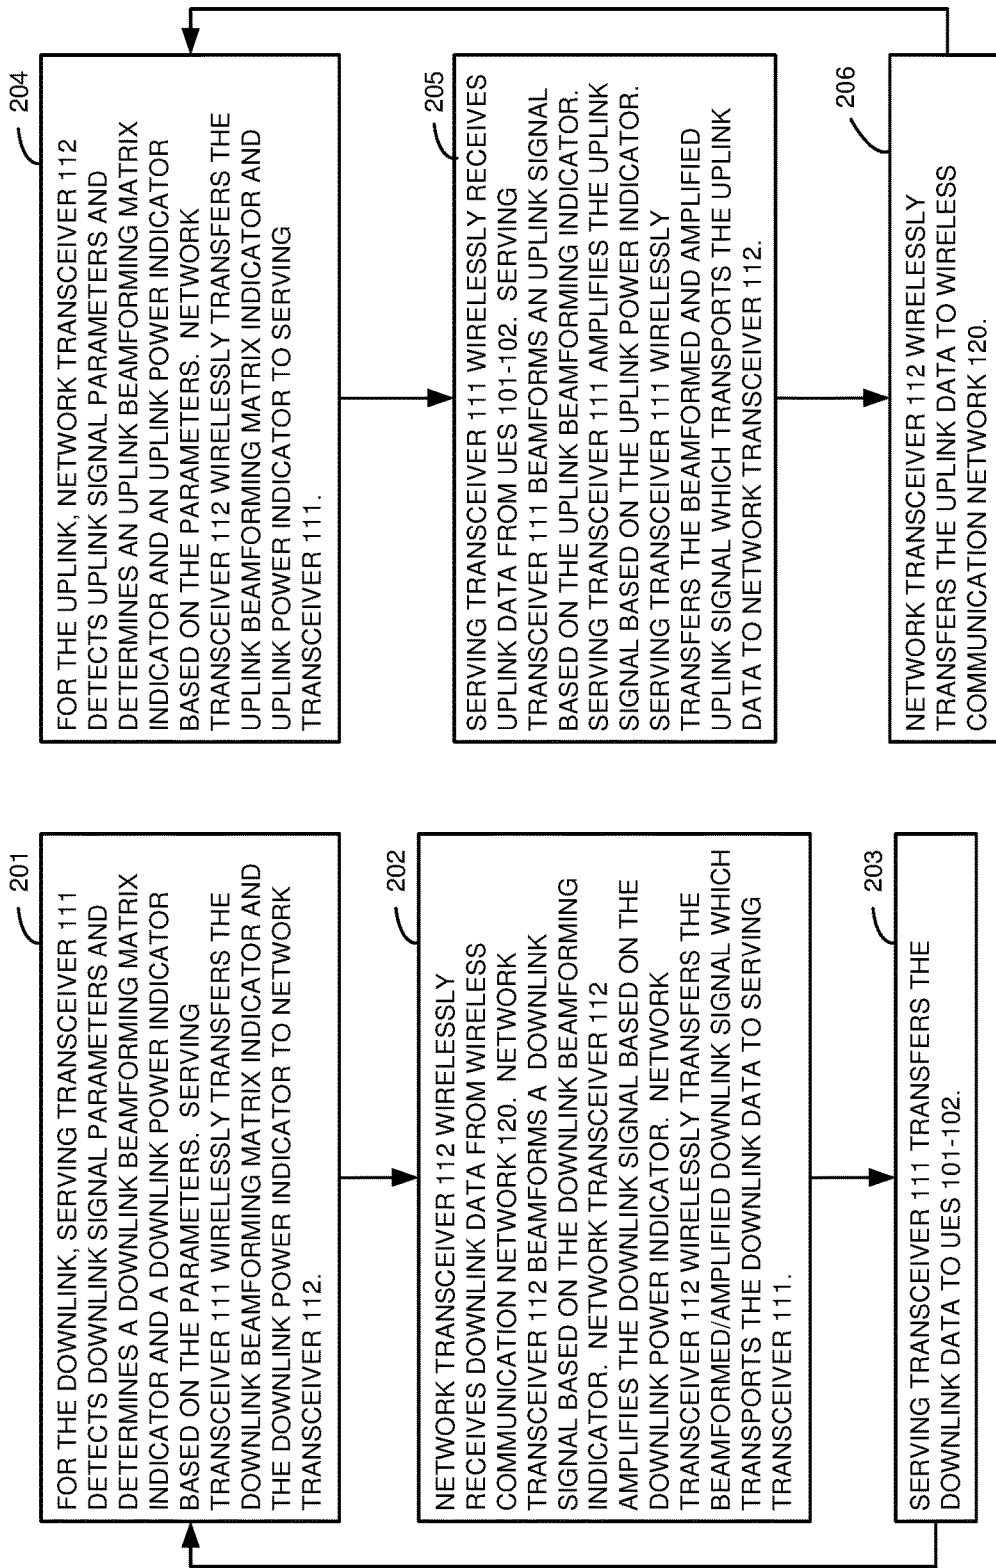 201
FOR THE DOWNLINK, SERVING TRANSCEIVER 111
DETECTS DOWNLINK SIGNAL PARAMETERS AND
DETERMINES A DOWNLINK BEAMFORMING MATRIX
INDICATOR AND A DOWNLINK POWER INDICATOR
BASED ON THE PARAMETERS. SERVING
TRANSCEIVER 111 WIRELESSLY TRANSFERS THE
DOWNLINK BEAMFORMING MATRIX INDICATOR AND
THE DOWNLINK POWER INDICATOR TO NETWORK
TRANSCEIVER 112.
202
NETWORK TRANSCEIVER 112 WIRELESSLY
RECEIVES DOWNLINK DATA FROM WIRELESS
COMMUNICATION NETWORK 120. NETWORK
TRANSCEIVER 112 BEAMFORMS A DOWNLINK
SIGNAL BASED ON THE DOWNLINK BEAMFORMING
INDICATOR. NETWORK TRANSCEIVER 112
AMPLIFIES THE DOWNLINK SIGNAL BASED ON THE
DOWNLINK POWER INDICATOR. NETWORK
TRANSCEIVER 112 WIRELESSLY TRANSFERS THE
BEAMFORMED/AMPLIFIED DOWNLINK SIGNAL WHICH
TRANSPORTS THE DOWNLINK DATA TO SERVING
TRANSCEIVER 111.
203
SERVING TRANSCEIVER 111 TRANSFERS THE
DOWNLINK DATA TO UES 101-102.
204
FOR THE UPLINK, NETWORK TRANSCEIVER 112
DETECTS UPLINK SIGNAL PARAMETERS AND
DETERMINES AN UPLINK BEAMFORMING MATRIX
INDICATOR AND AN UPLINK POWER INDICATOR
BASED ON THE PARAMETERS. NETWORK
TRANSCEIVER 112 WIRELESSLY TRANSFERS THE
UPLINK BEAMFORMING MATRIX INDICATOR AND
UPLINK POWER INDICATOR TO SERVING
TRANSCEIVER 111.
205
SERVING TRANSCEIVER 111 WIRELESSLY RECEIVES
UPLINK DATA FROM UES 101-102. SERVING
TRANSCEIVER 111 BEAMFORMS AN UPLINK SIGNAL
BASED ON THE UPLINK BEAMFORMING INDICATOR.
SERVING TRANSCEIVER 111 AMPLIFIES THE UPLINK
SIGNAL BASED ON THE UPLINK POWER INDICATOR.
SERVING TRANSCEIVER 111 WIRELESSLY
TRANSFERS THE BEAMFORMED AND AMPLIFIED
UPLINK SIGNAL WHICH TRANSPORTS THE UPLINK
DATA TO NETWORK TRANSCEIVER 112.
206
NETWORK TRANSCEIVER 112 WIRELESSLY
TRANSFERS THE UPLINK DATA TO WIRELESS
COMMUNICATION NETWORK 120.